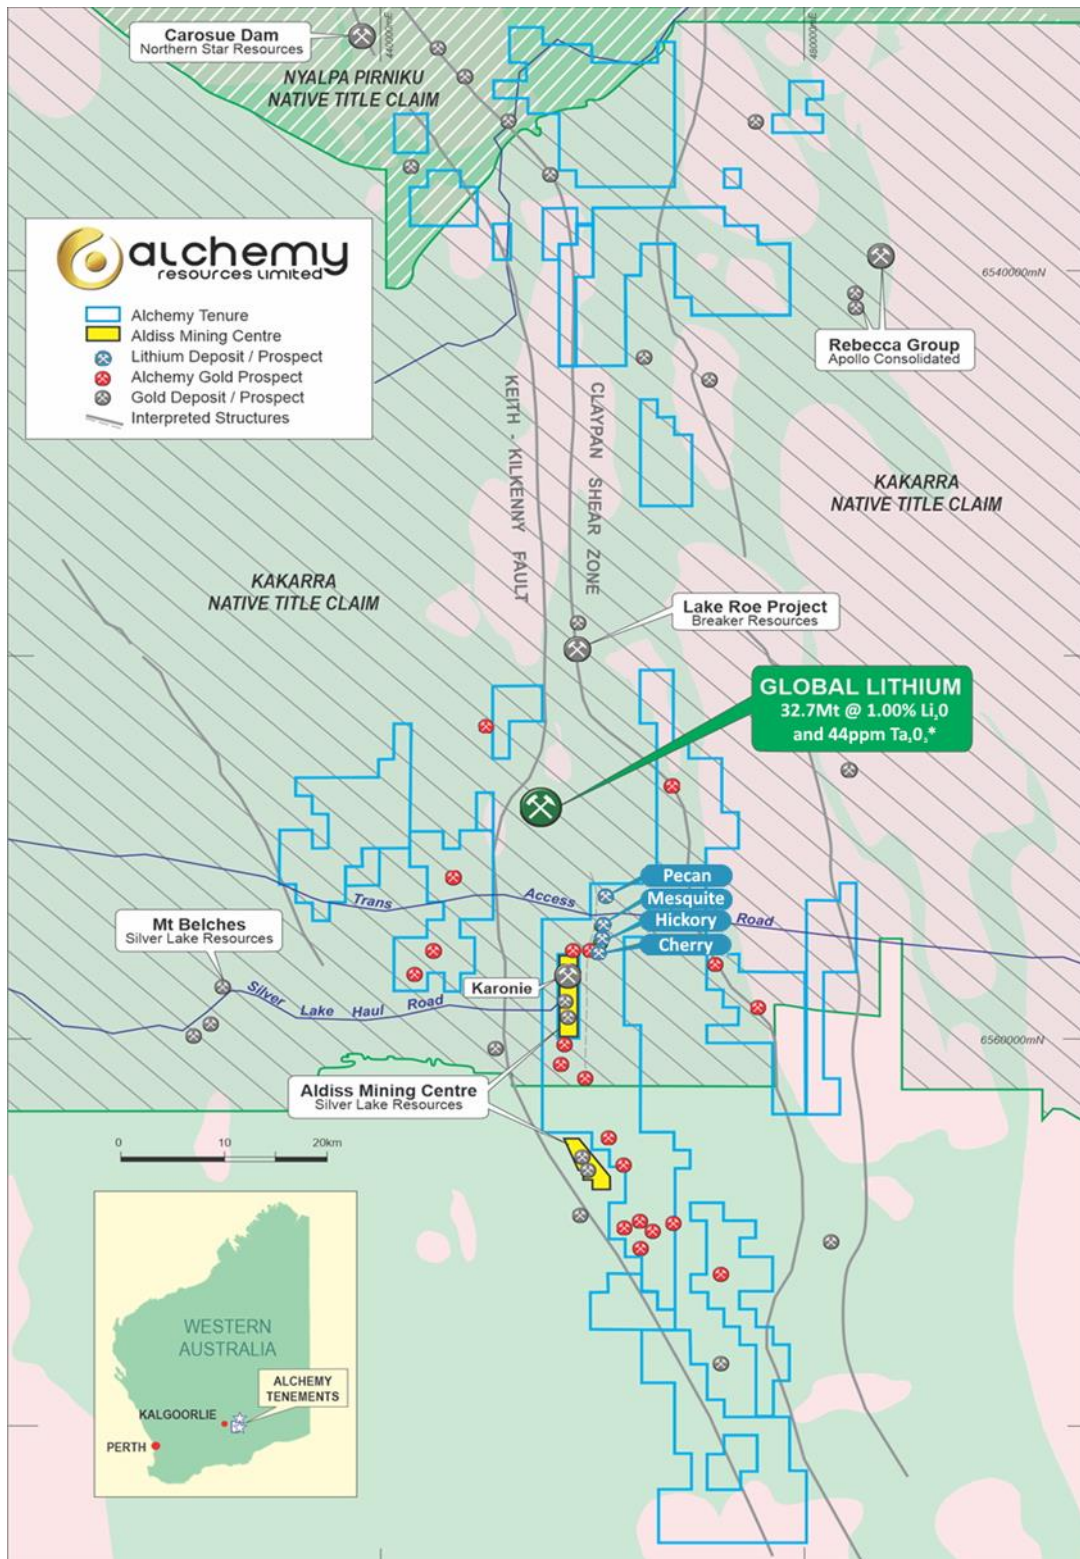 440000mE
480000mE
Carosue Dam
Northern Star Resources
NYALPA PIRNIKU
NATIVE TITLE CLAIM
alchemy
resources limited
Alchemy Tenure
Aldiss Mining Centre
Lithium Deposit / Prospect
Alchemy Gold Prospect
Gold Deposit / Prospect
Interpreted Structures
6540000mN
Rebecca Group
Apollo Consolidated
KEITH - KILKENNY FAULT
CLAYPAN SHEAR ZONE
KAKARRA
NATIVE TITLE CLAIM
KAKARRA
NATIVE TITLE CLAIM
Lake Roe Project
Breaker Resources
GLOBAL LITHIUM
32.7Mt @ 1.00% Li₂0
and 44ppm Ta₂0₅*
Pecan
Mesquite
Hickory
Cherry
Trans Access Road
Mt Belches
Silver Lake Resources
Karonie
Silver Lake Haul Road
6560000mN
Aldiss Mining Centre
Silver Lake Resources
0 10 20km
WESTERN
AUSTRALIA
ALCHEMY
TENEMENTS
KALGOORLIE
PERTH